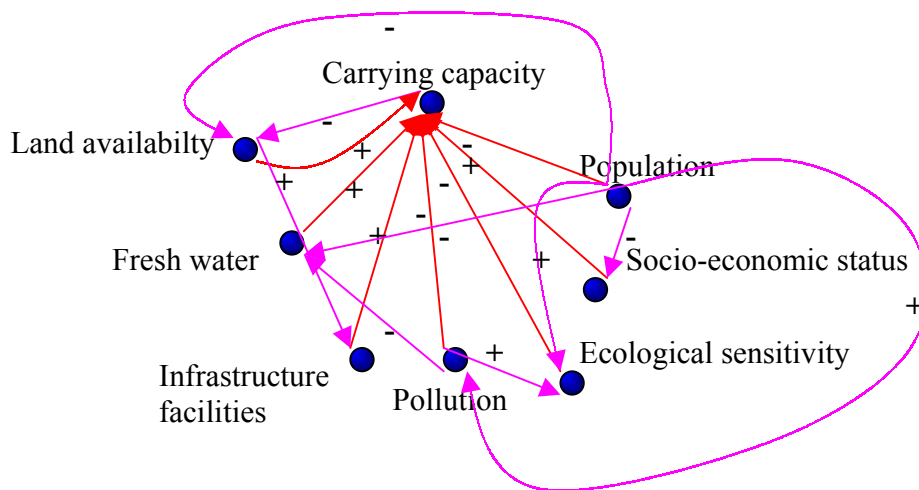 -
Carrying capacity
-
Land availabilty
+
-
+
Population
+
+
-
-
+
-
-
Fresh water
+
Socio-economic status
+
-
+
Ecological sensitivity
Infrastructure
facilities
Pollution